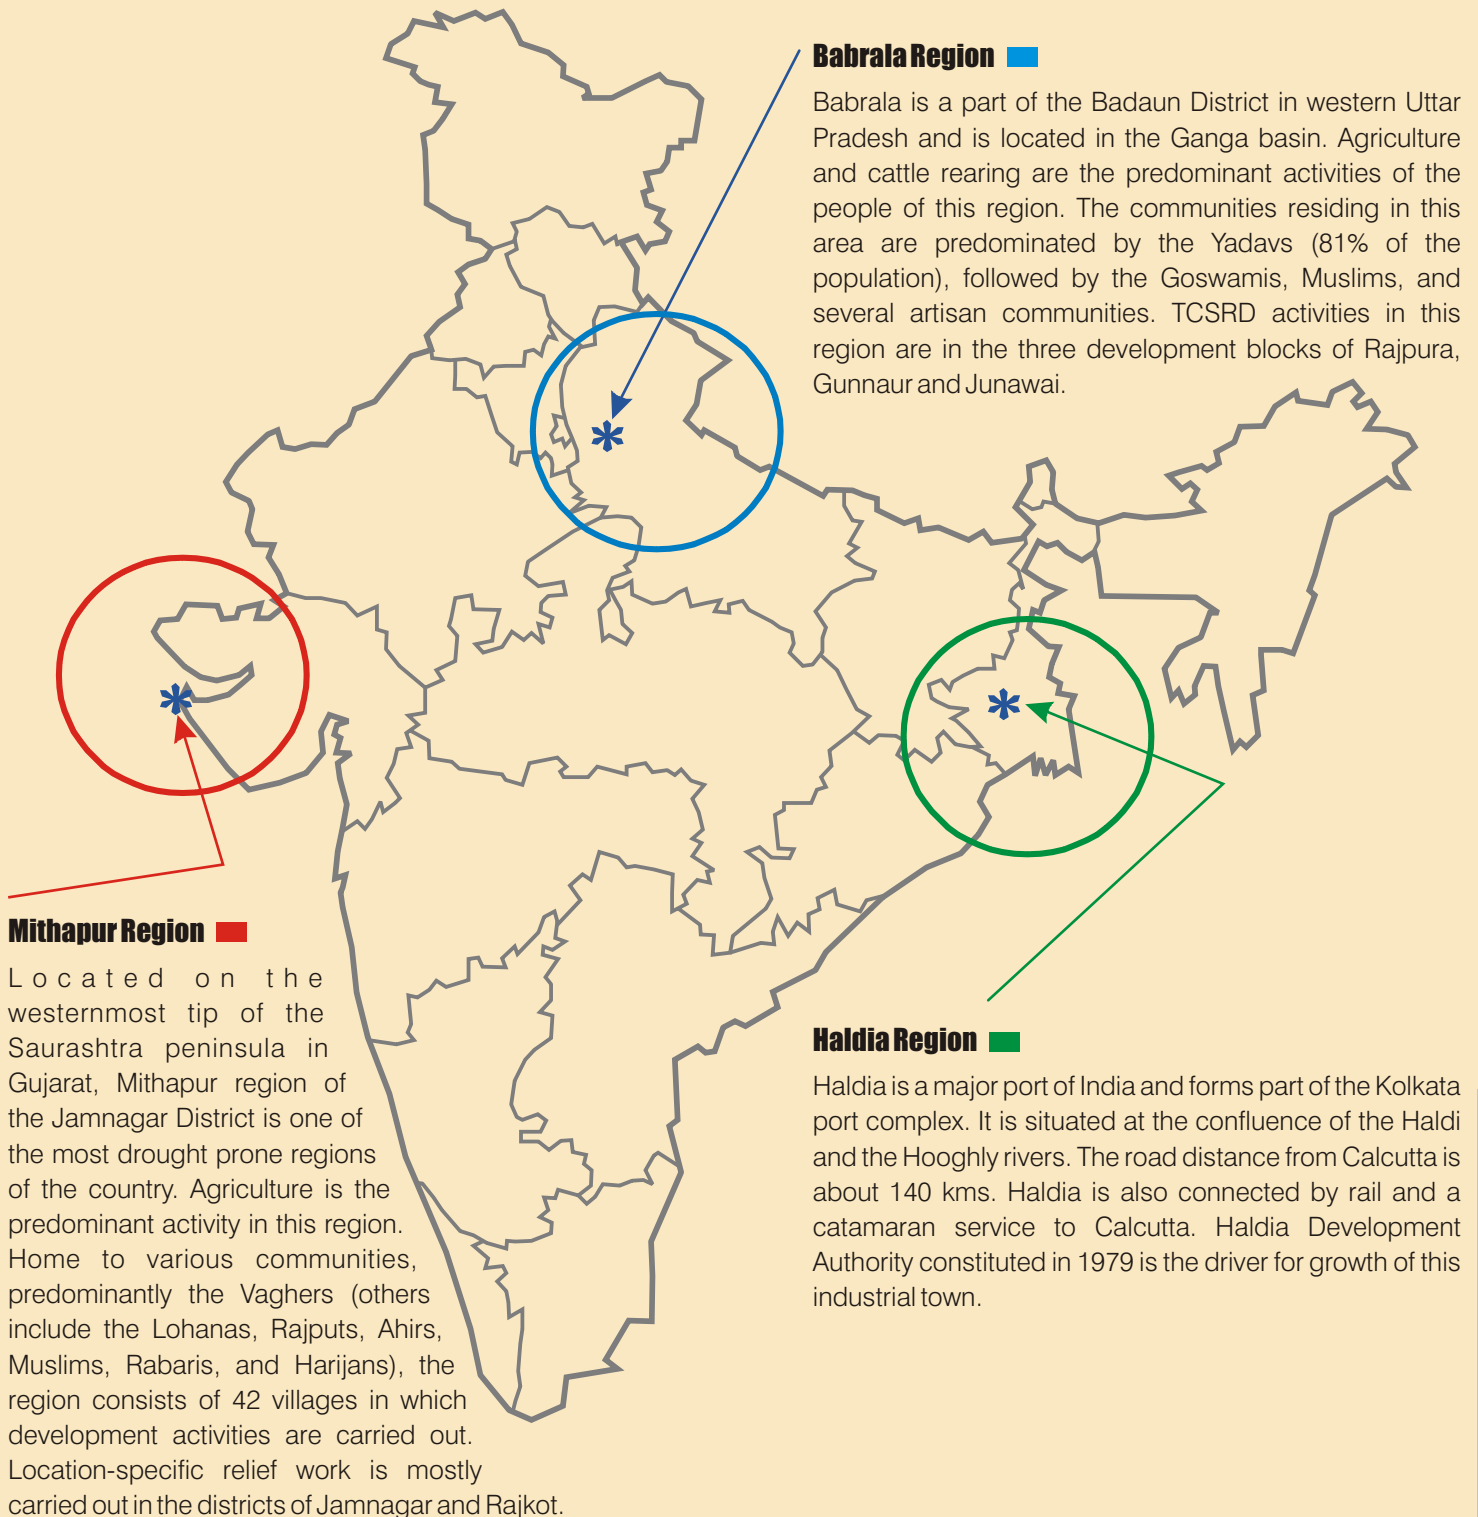 Babrala Region
Babrala is a part of the Badaun District in western Uttar
Pradesh and is located in the Ganga basin. Agriculture
and cattle rearing are the predominant activities of the
people of this region. The communities residing in this
area are predominated by the Yadavs (81% of the
population), followed by the Goswamis, Muslims, and
several artisan communities. TCSRD activities in this
region are in the three development blocks of Rajpura,
Gunnaur and Junawai.
Mithapur Region
Located on the
westernmost tip of the
Saurashtra peninsula in
Gujarat, Mithapur region of
the Jamnagar District is one of
the most drought prone regions
of the country. Agriculture is the
predominant activity in this region.
Home to various communities,
predominantly the Vaghers (others
include the Lohanas, Rajputs, Ahirs,
Muslims, Rabaris, and Harijans), the
region consists of 42 villages in which
development activities are carried out.
Location-specific relief work is mostly
carried out in the districts of Jamnagar and Rajkot.
Haldia Region
Haldia is a major port of India and forms part of the Kolkata
port complex. It is situated at the confluence of the Haldi
and the Hooghly rivers. The road distance from Calcutta is
about 140 kms. Haldia is also connected by rail and a
catamaran service to Calcutta. Haldia Development
Authority constituted in 1979 is the driver for growth of this
industrial town.